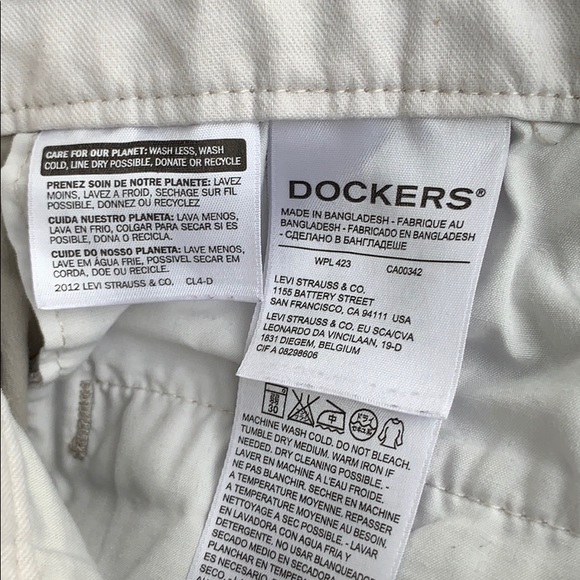 CARE FOR OUR PLANET: WASH LESS, WASH
COLD, LINE DRY POSSIBLE, DONATE OR RECYCLE
PRENEZ SOIN DE NOTRE PLANETE: LAVEZ
MOINS, LAVEZ A FROID, SECHAGE SUR FIL
POSSIBLE, DONNEZ OU RECYCLEZ
CUIDA NUESTRO PLANETA: LAVA MENOS,
LAVA EN FRIO, COLGAR PARA SECAR SI ES
POSIBLE, DONA O RECICLA.
CUIDE DO NOSSO PLANETA: LAVE MENOS,
LAVE EM ÁGUA FRIE, POSSIVEL SECAR EM
CORDA, DOE OU RECICLE.
2012 LEVI STRAUSS & CO. CL4-D
DOCKERS®
MADE IN BANGLADESH - FABRIQUE AU
BANGLADESH - FABRICADO EN BANGLADESH
- СДЕЛАНО В БАНГЛАДЕШЕ
WPL 423 CA00342
LEVI STRAUSS & CO.
1155 BATTERY STREET
SAN FRANCISCO, CA 94111 USA
LEVI STRAUSS & CO. EU SCA/CVA
LEONARDO DA VINCILAAN, 19-D
1831 DIEGEM, BELGIUM
CIF A 08298606
30 中
MACHINE WASH COLD. DO NOT BLEACH.
TUMBLE DRY MEDIUM. WARM IRON IF
NEEDED. DRY CLEANING POSSIBLE. -
LAVER EN MACHINE A L'EAU FROIDE.
NE PAS BLANCHIR. SECHER EN MACHINE
A TEMPERATURE MOYENNE. REPASSER
A TEMPERATURE MOYENNE AU BESOIN.
NETTOYAGE A SEC POSSIBLE. - LAVAR
EN LAVADORA CON AGUA FRIA Y
DETERGENTE. NO USAR BLANQUEADOR.
SECADO MEDIO EN SECADORA
PLANCHAR EN TEMPERATURA
ES NECESARIO.